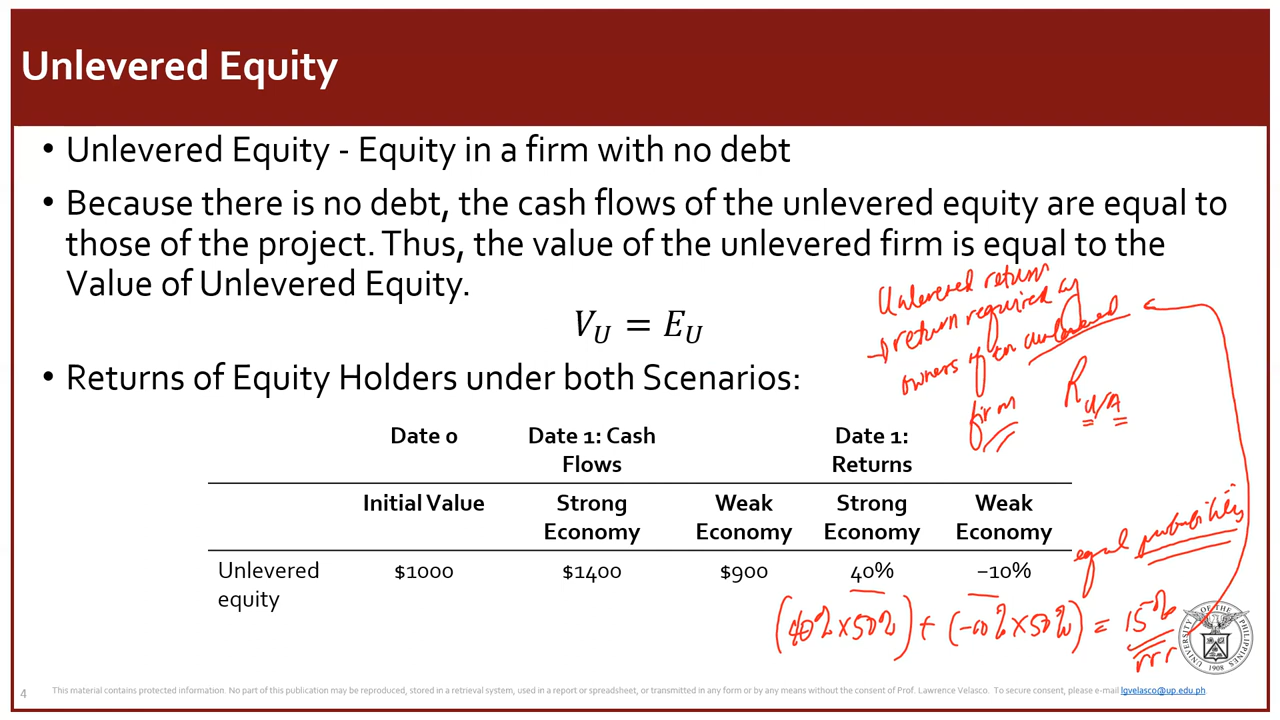 Unlevered Equity
• Unlevered Equity - Equity in a firm with no debt
• Because there is no debt, the cash flows of the unlevered equity are equal to
those of the project. Thus, the value of the unlevered firm is equal to the
Value of Unlevered Equity.
V_U = E_U
• Returns of Equity Holders under both Scenarios:
Unlevered return
→ return required by
owners of an unlevered
firm
R U/A
Date 0 Date 1: Cash Flows Date 1: Returns
Initial Value Strong Economy Weak Economy Strong Economy Weak Economy
Unlevered equity $1000 $1400 $900 40% −10%
equal probabilities
(40% × 50%) + (-10% × 50%) = 15%
rrr
UNIVERSITY OF THE PHILIPPINES
1908
4 This material contains protected information. No part of this publication may be reproduced, stored in a retrieval system, used in a report or spreadsheet, or transmitted in any form or by any means without the consent of Prof. Lawrence Velasco. To secure consent, please e-mail lgvelasco@up.edu.ph.